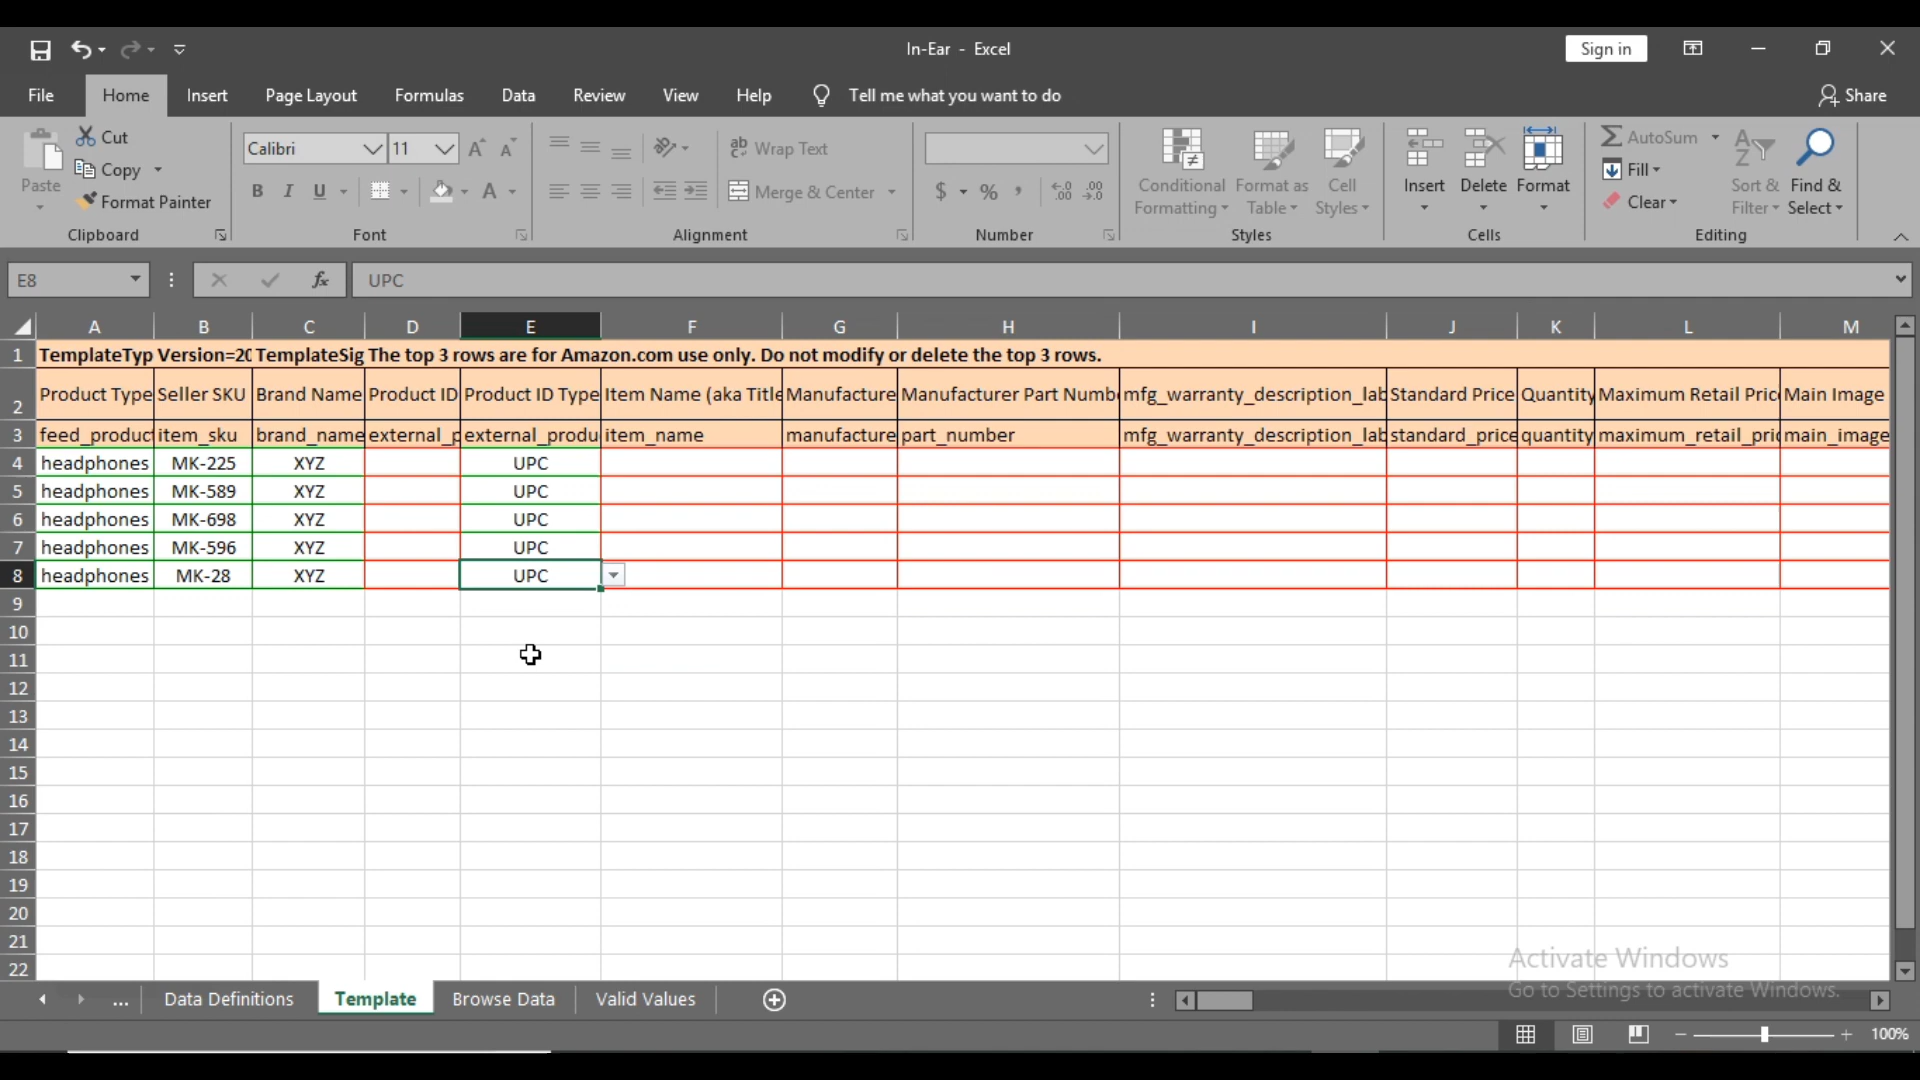 In-Ear - Excel
Sign in
File Home Insert Page Layout Formulas Data Review View Help Tell me what you want to do Share
Paste
Cut
Copy
Format Painter
Clipboard
Calibri 11
B I U A
Font
Wrap Text
Merge & Center
Alignment
$ % ,
Number
Conditional Formatting
Format as Table
Cell Styles
Styles
Insert Delete Format
Cells
AutoSum
Fill
Clear
Sort & Filter
Find & Select
Editing
E8 fx UPC
A B C D E F G H I J K L M
1 TemplateTyp Version=20 TemplateSig The top 3 rows are for Amazon.com use only. Do not modify or delete the top 3 rows.
2 Product Type Seller SKU Brand Name Product ID Product ID Type Item Name (aka Title Manufacture Manufacturer Part Numb mfg_warranty_description_lab Standard Price Quantity Maximum Retail Pric Main Image
3 feed_product item_sku brand_name external_p external_produ item_name manufacture part_number mfg_warranty_description_lab standard_price quantity maximum_retail_pric main_image
4 headphones MK-225 XYZ UPC
5 headphones MK-589 XYZ UPC
6 headphones MK-698 XYZ UPC
7 headphones MK-596 XYZ UPC
8 headphones MK-28 XYZ UPC
9
10
11
12
13
14
15
16
17
18
19
20
21
22
Activate Windows
Go to Settings to activate Windows.
... Data Definitions Template Browse Data Valid Values
100%